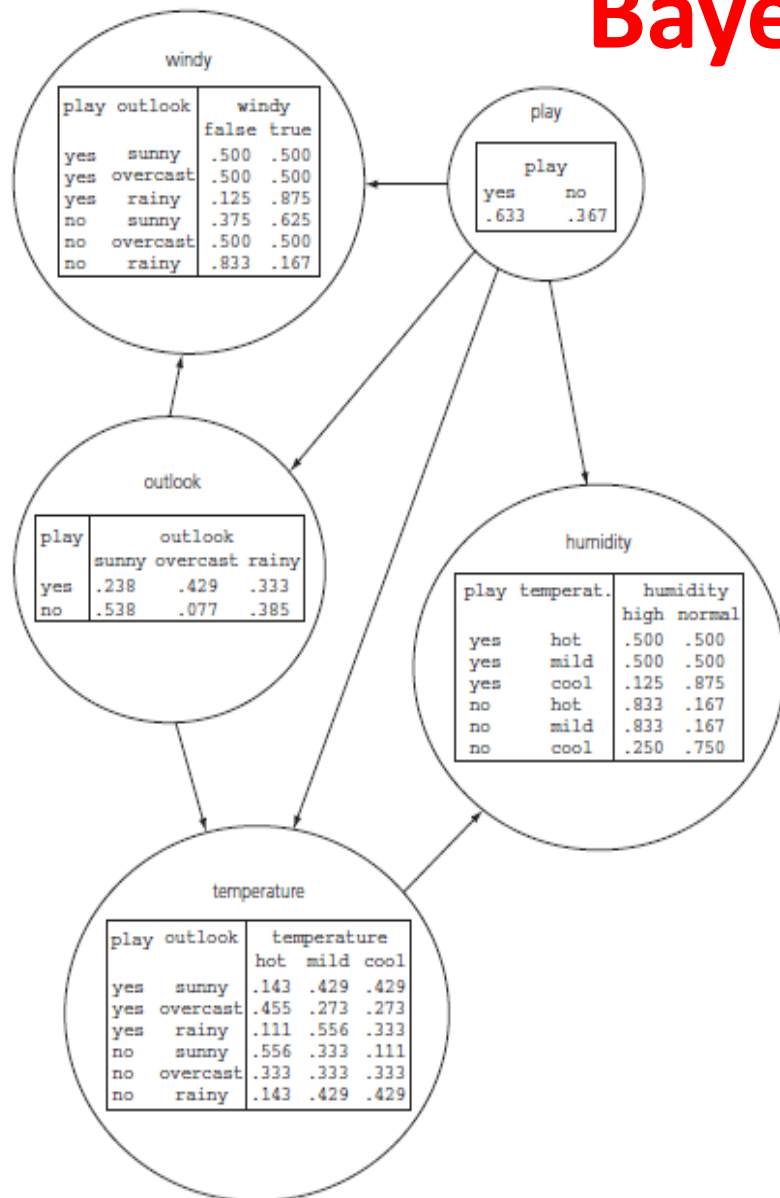 Baye
windy
play outlook windy
false true
yes sunny .500 .500
yes overcast .500 .500
yes rainy .125 .875
no sunny .375 .625
no overcast .500 .500
no rainy .833 .167
play
play
yes no
.633 .367
outlook
play outlook
sunny overcast rainy
yes .238 .429 .333
no .538 .077 .385
humidity
play temperat. humidity
high normal
yes hot .500 .500
yes mild .500 .500
yes cool .125 .875
no hot .833 .167
no mild .833 .167
no cool .250 .750
temperature
play outlook temperature
hot mild cool
yes sunny .143 .429 .429
yes overcast .455 .273 .273
yes rainy .111 .556 .333
no sunny .556 .333 .111
no overcast .333 .333 .333
no rainy .143 .429 .429